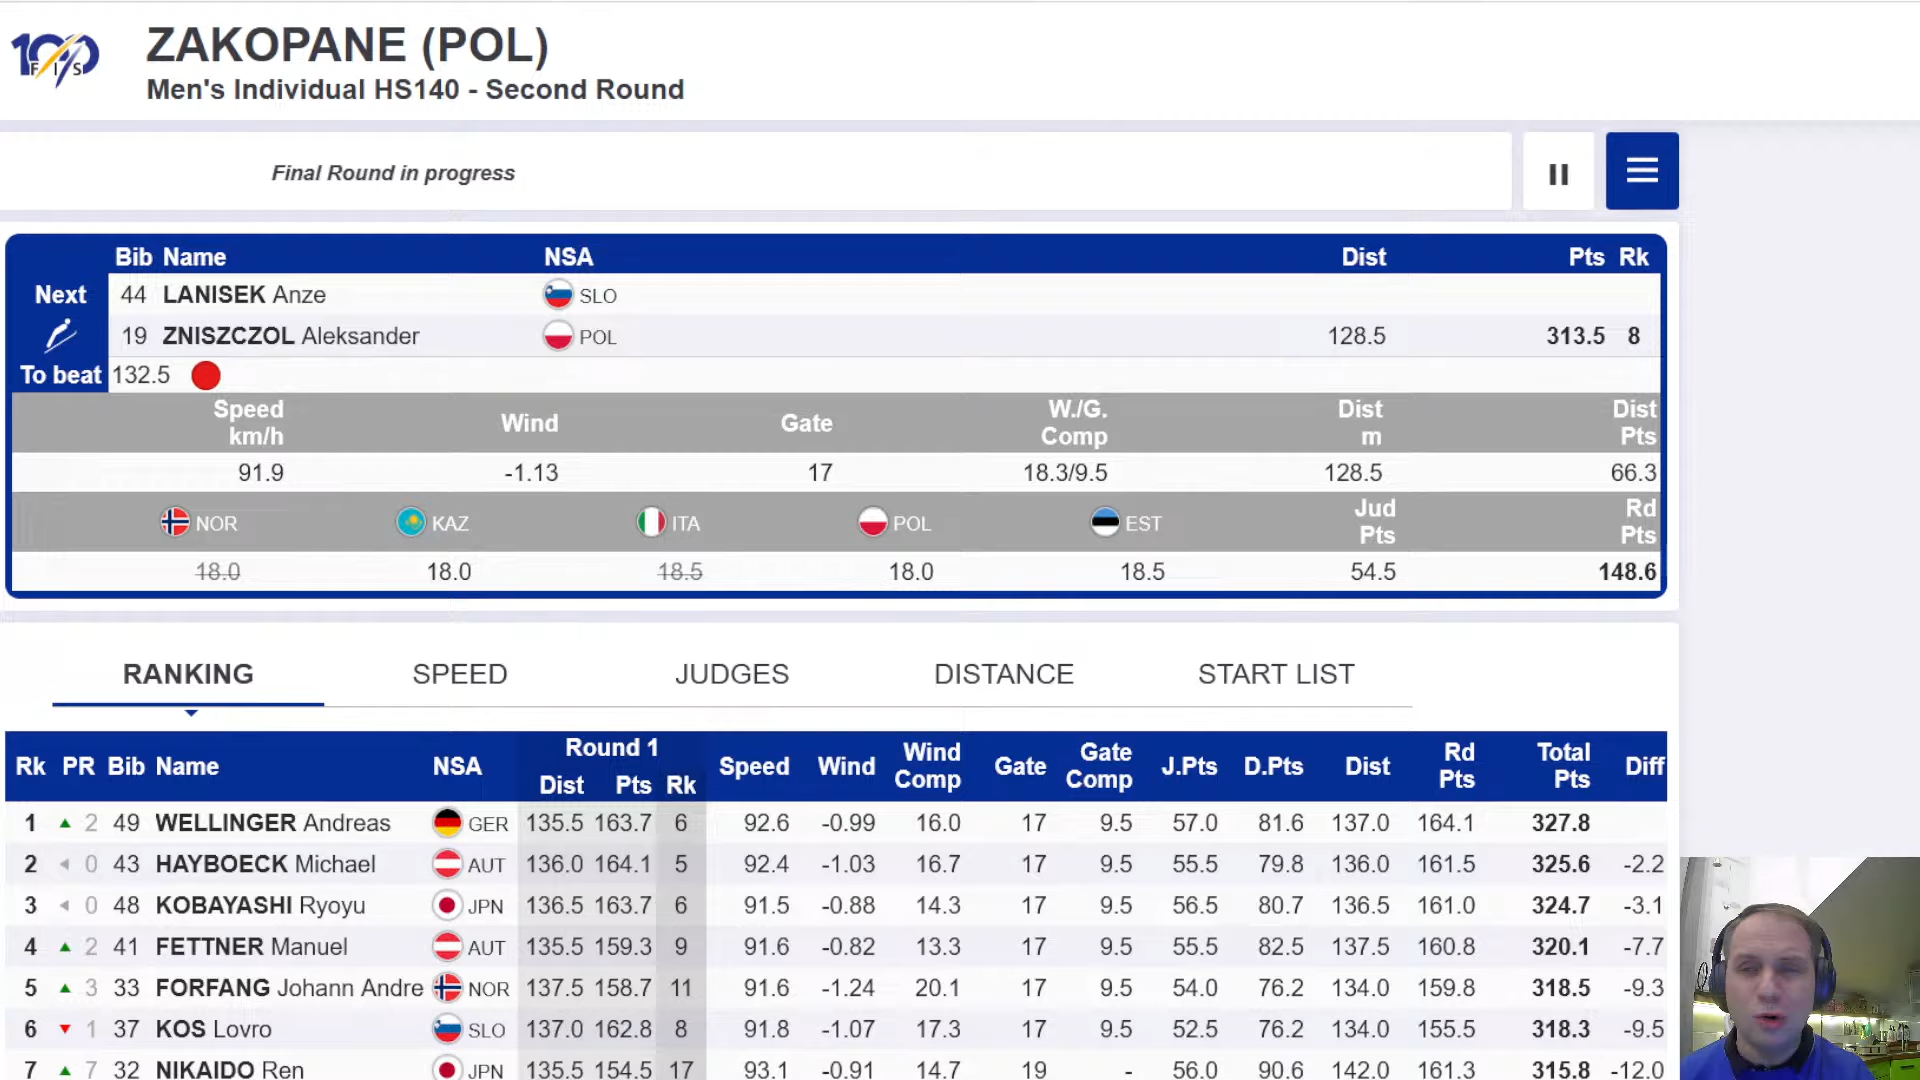 100
FIS
ZAKOPANE (POL)
Men's Individual HS140 - Second Round
Final Round in progress
Bib Name NSA Dist Pts Rk
Next 44 LANISEK Anze SLO
19 ZNISZCZOL Aleksander POL 128.5 313.5 8
To beat 132.5
Speed km/h Wind Gate W./G. Comp Dist m Dist Pts
91.9 -1.13 17 18.3/9.5 128.5 66.3
NOR KAZ ITA POL EST Jud Pts Rd Pts
18.0 18.0 18.5 18.0 18.5 54.5 148.6
RANKING SPEED JUDGES DISTANCE START LIST
Rk PR Bib Name NSA Round 1 Dist Pts Rk Speed Wind Wind Comp Gate Gate Comp J.Pts D.Pts Dist Rd Pts Total Pts Diff
1 2 49 WELLINGER Andreas GER 135.5 163.7 6 92.6 -0.99 16.0 17 9.5 57.0 81.6 137.0 164.1 327.8
2 0 43 HAYBOECK Michael AUT 136.0 164.1 5 92.4 -1.03 16.7 17 9.5 55.5 79.8 136.0 161.5 325.6 -2.2
3 0 48 KOBAYASHI Ryoyu JPN 136.5 163.7 6 91.5 -0.88 14.3 17 9.5 56.5 80.7 136.5 161.0 324.7 -3.1
4 2 41 FETTNER Manuel AUT 135.5 159.3 9 91.6 -0.82 13.3 17 9.5 55.5 82.5 137.5 160.8 320.1 -7.7
5 3 33 FORFANG Johann Andre NOR 137.5 158.7 11 91.6 -1.24 20.1 17 9.5 54.0 76.2 134.0 159.8 318.5 -9.3
6 1 37 KOS Lovro SLO 137.0 162.8 8 91.8 -1.07 17.3 17 9.5 52.5 76.2 134.0 155.5 318.3 -9.5
7 7 32 NIKAIDO Ren JPN 135.5 154.5 17 93.1 -0.91 14.7 19 - 56.0 90.6 142.0 161.3 315.8 -12.0